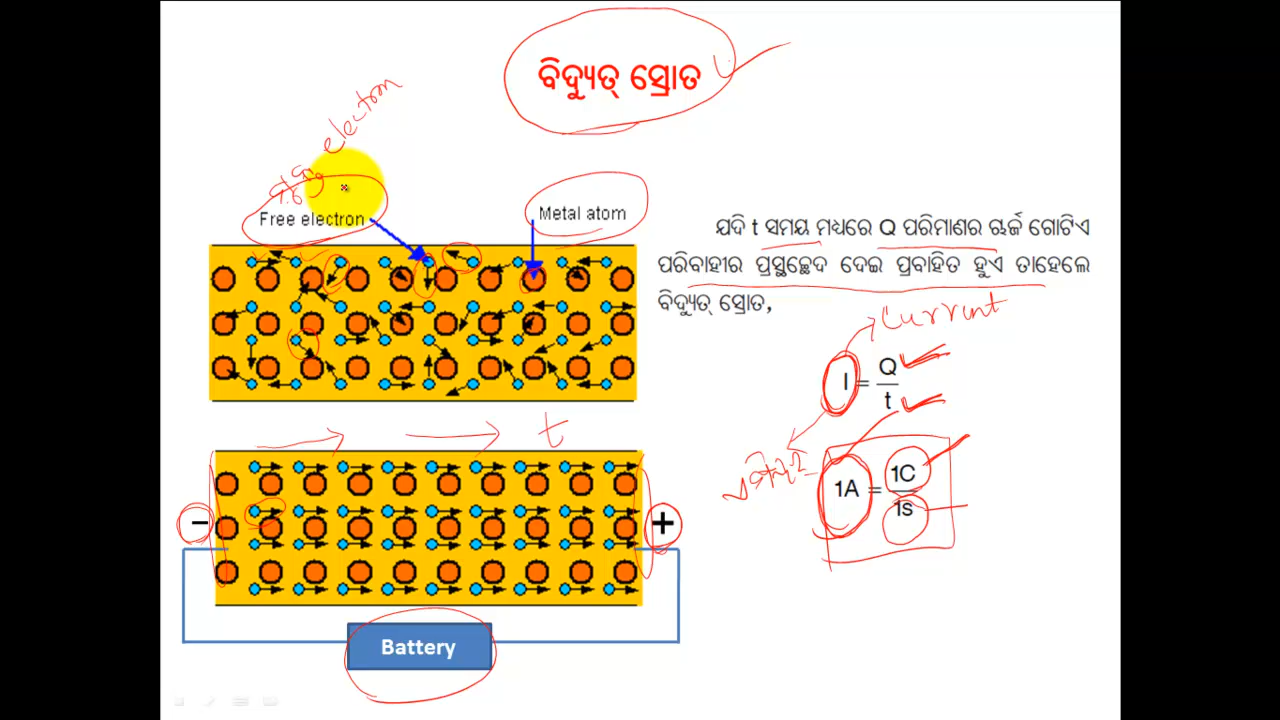 ବିଦ୍ୟୁତ୍ ସ୍ରୋତ
electron
Free electron
Metal atom
ଯଦି t ସମୟ ମଧ୍ୟରେ Q ପରିମାଣର ଋର୍ଜ ଗୋଟିଏ
ପରିବାହୀର ପ୍ରସ୍ଥଚ୍ଛେଦ ଦେଇ ପ୍ରବାହିତ ହୁଏ ତାହେଲେ
ବିଦ୍ୟୁତ୍ ସ୍ରୋତ,
Current
I = Q/t
t
1A = 1C/1s
− +
Battery